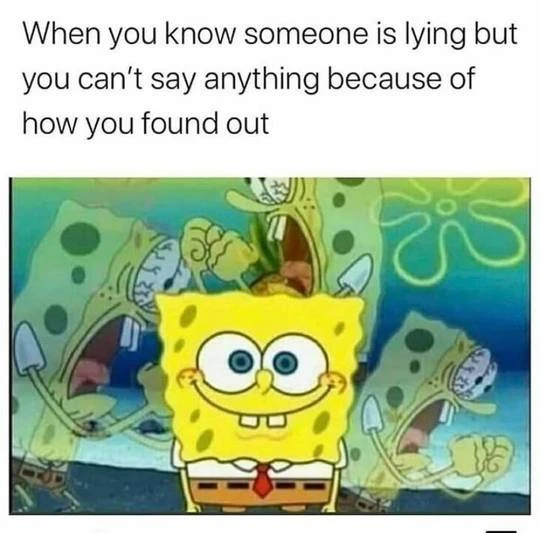 When you know someone is lying but
you can't say anything because of
how you found out